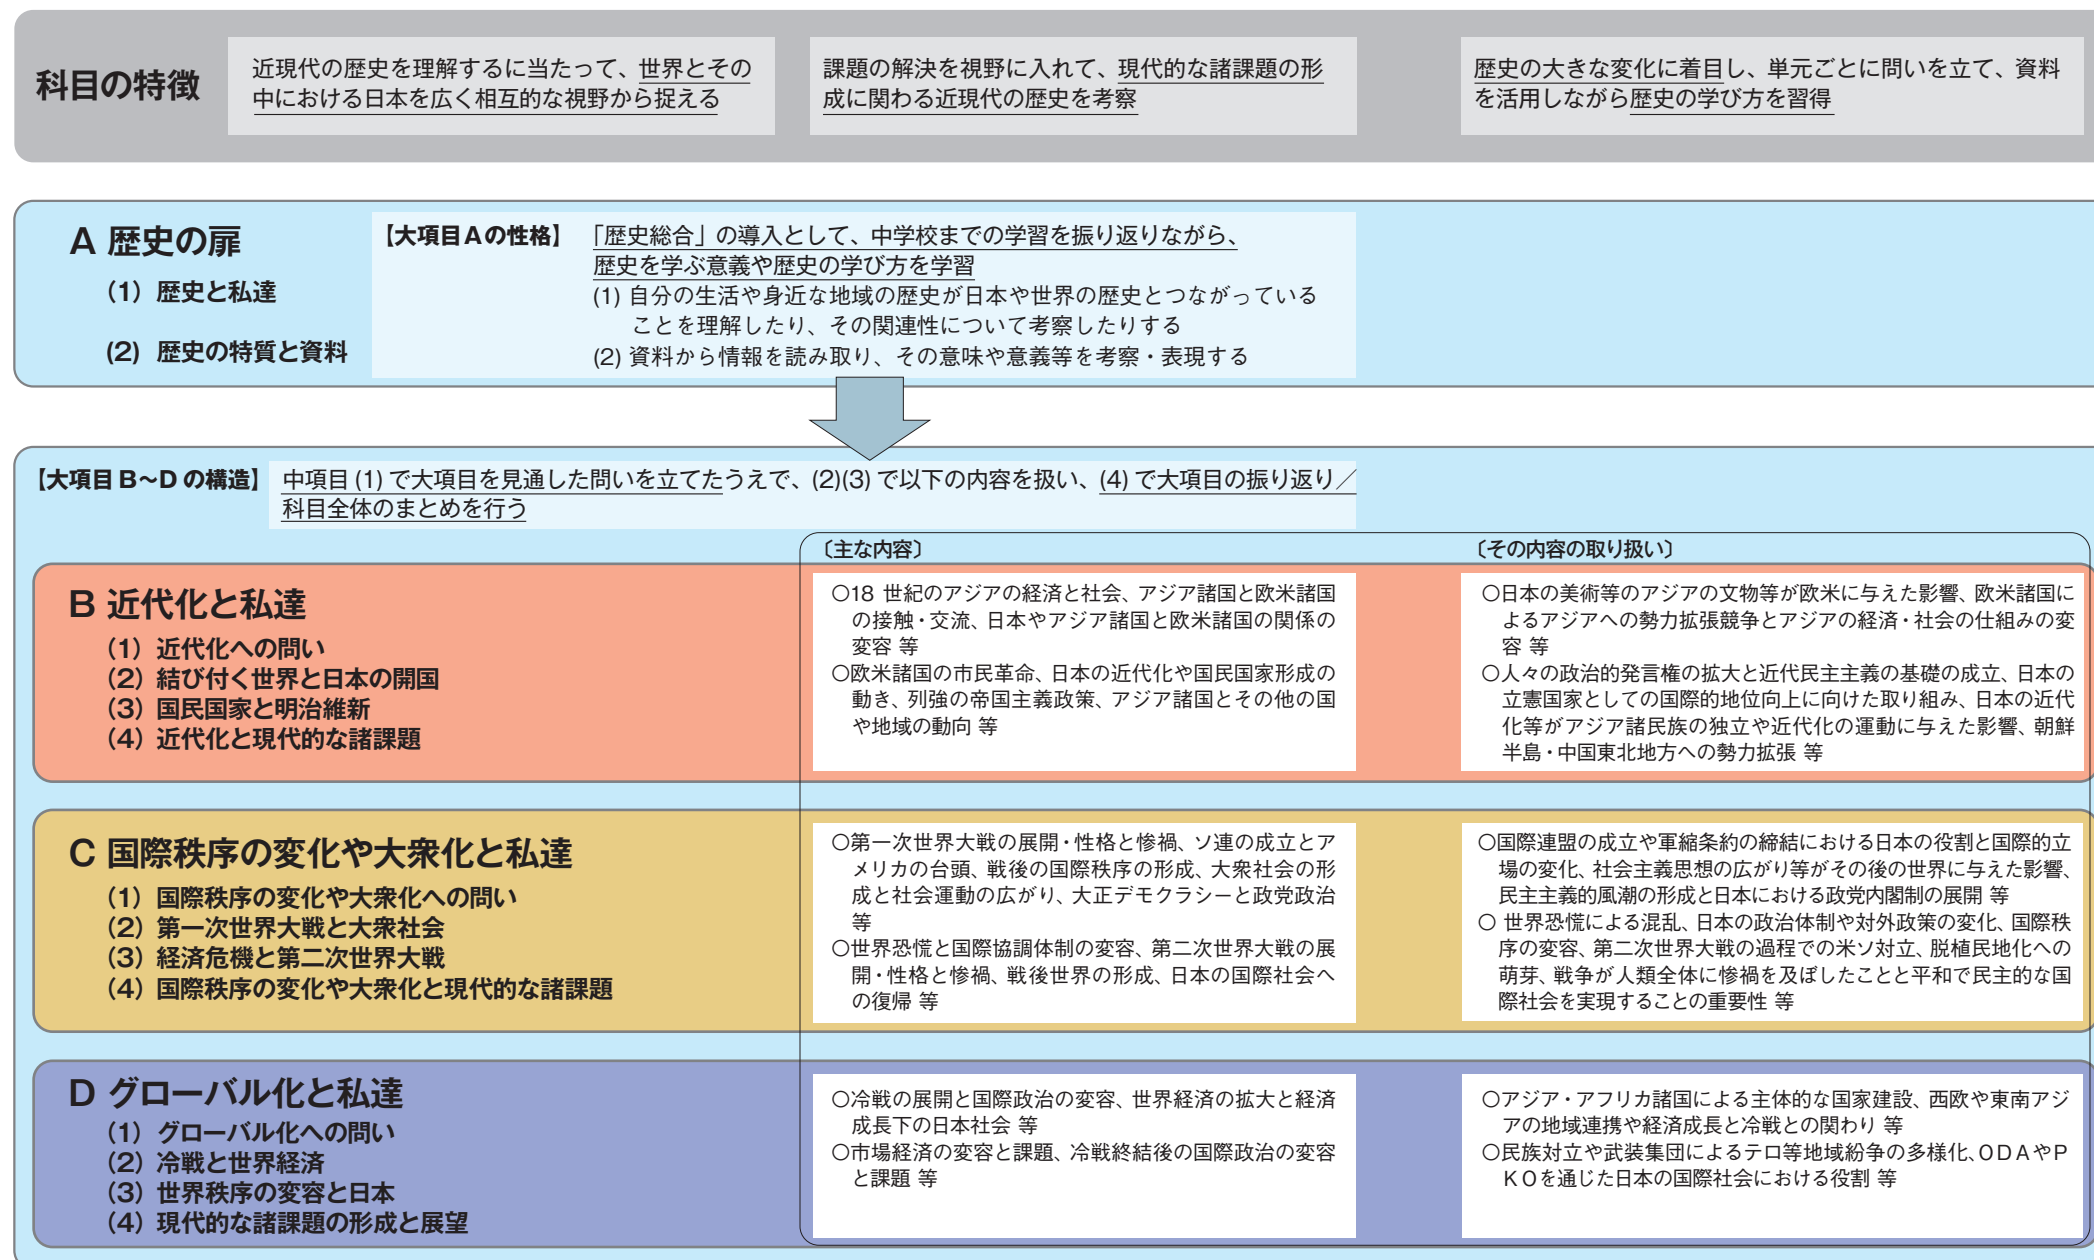 科目の特徴
近現代の歴史を理解するに当たって、世界とその
中における日本を広く相互的な視野から捉える
課題の解決を視野に入れて、現代的な諸課題の形
成に関わる近現代の歴史を考察
歴史の大きな変化に着目し、単元ごとに問いを立て、資料
を活用しながら歴史の学び方を習得
A 歴史の扉
（1）歴史と私達
(2) 歴史の特質と資料
【大項目Aの性格】
「歴史総合」の導入として、中学校までの学習を振り返りながら、
歴史を学ぶ意義や歴史の学び方を学習
(1) 自分の生活や身近な地域の歴史が日本や世界の歴史とつながっている
ことを理解したり、その関連性について考察したりする
(2) 資料から情報を読み取り、その意味や意義等を考察・表現する
【大項目 B〜D の構造】
中項目 (1) で大項目を見通した問いを立てたうえで、(2)(3) で以下の内容を扱い、(4) で大項目の振り返り／
科目全体のまとめを行う
〔主な内容〕
〔その内容の取り扱い〕
B 近代化と私達
（1）近代化への問い
（2）結び付く世界と日本の開国
（3）国民国家と明治維新
（4）近代化と現代的な諸課題
○18 世紀のアジアの経済と社会、アジア諸国と欧米諸国
の接触・交流、日本やアジア諸国と欧米諸国の関係の
変容 等
○欧米諸国の市民革命、日本の近代化や国民国家形成の
動き、列強の帝国主義政策、アジア諸国とその他の国
や地域の動向 等
○日本の美術等のアジアの文物等が欧米に与えた影響、欧米諸国に
よるアジアへの勢力拡張競争とアジアの経済・社会の仕組みの変
容 等
○人々の政治的発言権の拡大と近代民主主義の基礎の成立、日本の
立憲国家としての国際的地位向上に向けた取り組み、日本の近代
化等がアジア諸民族の独立や近代化の運動に与えた影響、朝鮮
半島・中国東北地方への勢力拡張 等
C 国際秩序の変化や大衆化と私達
（1）国際秩序の変化や大衆化への問い
（2）第一次世界大戦と大衆社会
（3）経済危機と第二次世界大戦
（4）国際秩序の変化や大衆化と現代的な諸課題
○第一次世界大戦の展開・性格と惨禍、ソ連の成立とア
メリカの台頭、戦後の国際秩序の形成、大衆社会の形
成と社会運動の広がり、大正デモクラシーと政党政治
等
○世界恐慌と国際協調体制の変容、第二次世界大戦の展
開・性格と惨禍、戦後世界の形成、日本の国際社会へ
の復帰 等
○国際連盟の成立や軍縮条約の締結における日本の役割と国際的立
場の変化、社会主義思想の広がり等がその後の世界に与えた影響、
民主主義的風潮の形成と日本における政党内閣制の展開 等
○ 世界恐慌による混乱、日本の政治体制や対外政策の変化、国際秩
序の変容、第二次世界大戦の過程での米ソ対立、脱植民地化への
萌芽、戦争が人類全体に惨禍を及ぼしたことと平和で民主的な国
際社会を実現することの重要性 等
D グローバル化と私達
（1）グローバル化への問い
（2）冷戦と世界経済
（3）世界秩序の変容と日本
（4）現代的な諸課題の形成と展望
○冷戦の展開と国際政治の変容、世界経済の拡大と経済
成長下の日本社会 等
○市場経済の変容と課題、冷戦終結後の国際政治の変容
と課題 等
○アジア・アフリカ諸国による主体的な国家建設、西欧や東南アジ
アの地域連携や経済成長と冷戦との関わり 等
○民族対立や武装集団によるテロ等地域紛争の多様化、ＯＤＡやＰ
ＫＯを通じた日本の国際社会における役割 等